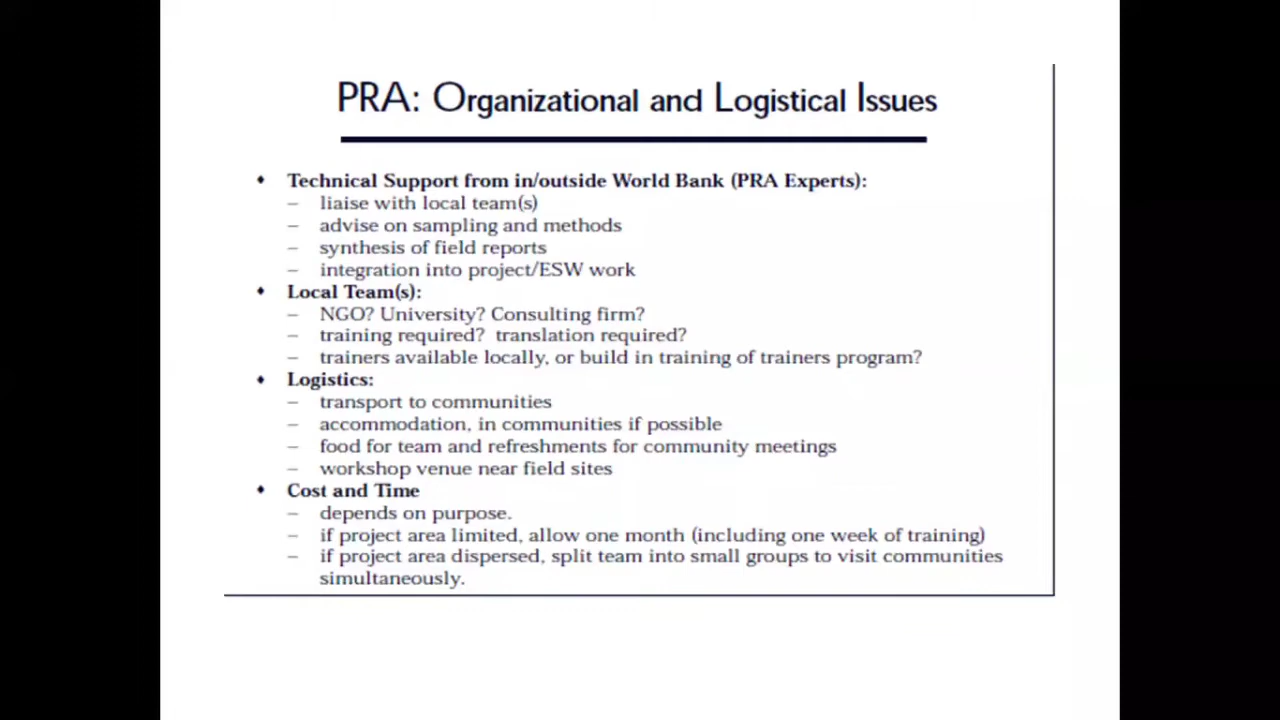 PRA: Organizational and Logistical Issues
♦ Technical Support from in/outside World Bank (PRA Experts):
– liaise with local team(s)
– advise on sampling and methods
– synthesis of field reports
– integration into project/ESW work
♦ Local Team(s):
– NGO? University? Consulting firm?
– training required? translation required?
– trainers available locally, or build in training of trainers program?
♦ Logistics:
– transport to communities
– accommodation, in communities if possible
– food for team and refreshments for community meetings
– workshop venue near field sites
♦ Cost and Time
– depends on purpose.
– if project area limited, allow one month (including one week of training)
– if project area dispersed, split team into small groups to visit communities
simultaneously.